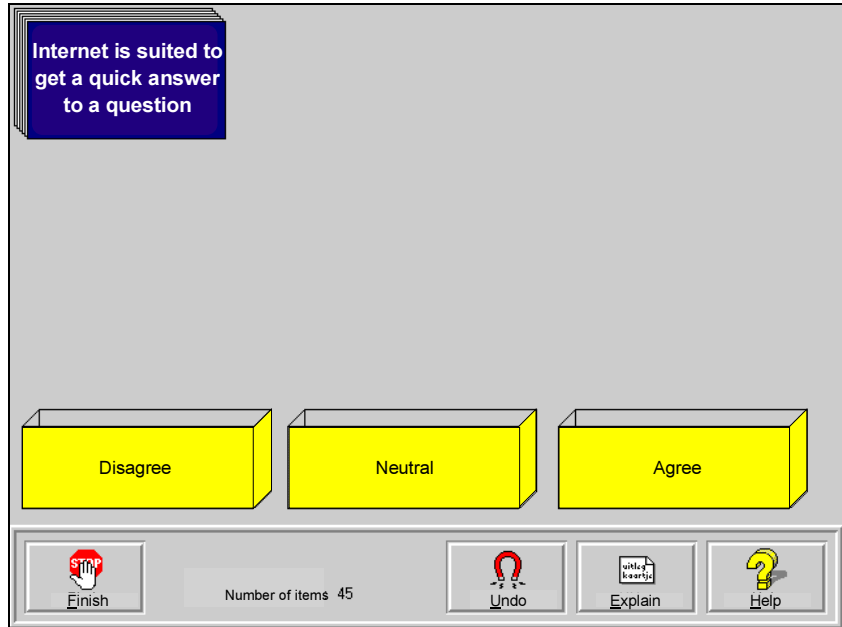 Internet is suited to
get a quick answer
to a question
Disagree
Neutral
Agree
STOP
Finish
Number of items 45
Undo
uitleg
kaartje
Explain
Help